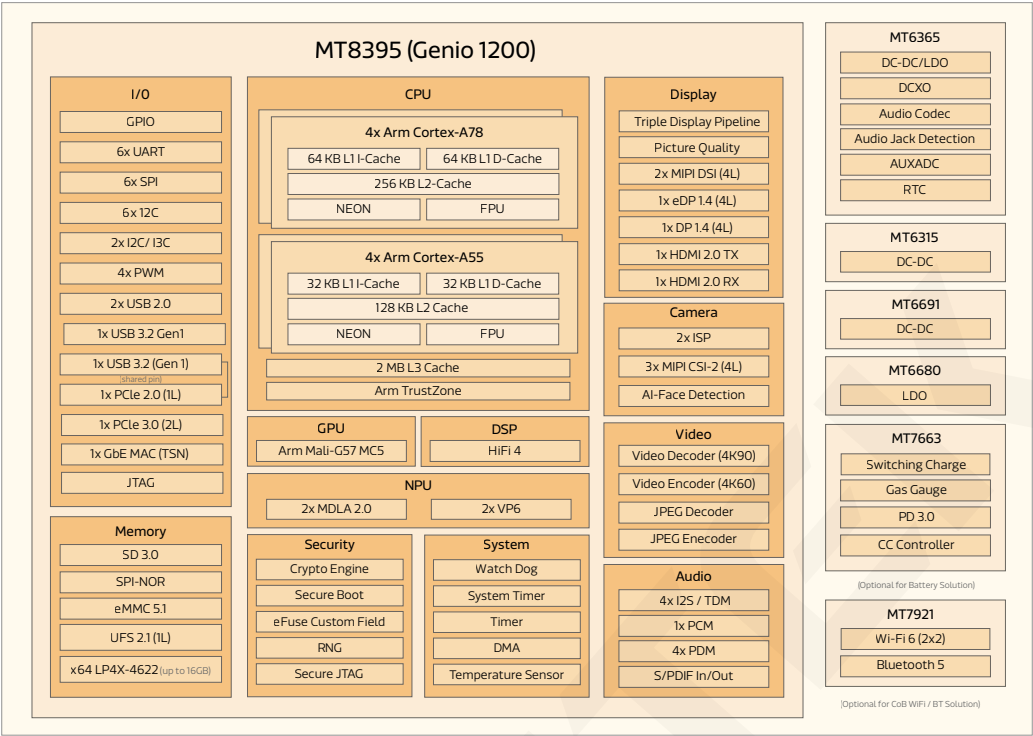 MT8395 (Genio 1200)
I/0
GPIO
6x UART
6x SPI
6x 12C
2x I2C/ I3C
4x PWM
2x USB 2.0
1x USB 3.2 Gen1
1x USB 3.2 (Gen 1)
(shared pin)
1x PCle 2.0 (1L)
1x PCle 3.0 (2L)
1x GbE MAC (TSN)
JTAG
Memory
SD 3.0
SPI-NOR
eMMC 5.1
UFS 2.1 (1L)
x64 LP4X-4622 (up to 16GB)
CPU
4x Arm Cortex-A78
64 KB L1 I-Cache
64 KB L1 D-Cache
256 KB L2-Cache
NEON
FPU
4x Arm Cortex-A55
32 KB L1 I-Cache
32 KB L1 D-Cache
128 KB L2 Cache
NEON
FPU
2 MB L3 Cache
Arm TrustZone
GPU
Arm Mali-G57 MC5
DSP
HiFi 4
NPU
2x MDLA 2.0
2x VP6
Security
Crypto Engine
Secure Boot
eFuse Custom Field
RNG
Secure JTAG
System
Watch Dog
System Timer
Timer
DMA
Temperature Sensor
Display
Triple Display Pipeline
Picture Quality
2x MIPI DSI (4L)
1x eDP 1.4 (4L)
1x DP 1.4 (4L)
1x HDMI 2.0 TX
1x HDMI 2.0 RX
Camera
2x ISP
3x MIPI CSI-2 (4L)
AI-Face Detection
Video
Video Decoder (4K90)
Video Encoder (4K60)
JPEG Decoder
JPEG Enecoder
Audio
4x I2S / TDM
1x PCM
4x PDM
S/PDIF In/Out
MT6365
DC-DC/LDO
DCXO
Audio Codec
Audio Jack Detection
AUXADC
RTC
MT6315
DC-DC
MT6691
DC-DC
MT6680
LDO
MT7663
Switching Charge
Gas Gauge
PD 3.0
CC Controller
(Optional for Battery Solution)
MT7921
Wi-Fi 6 (2x2)
Bluetooth 5
(Optional for CoB WiFi / BT Solution)